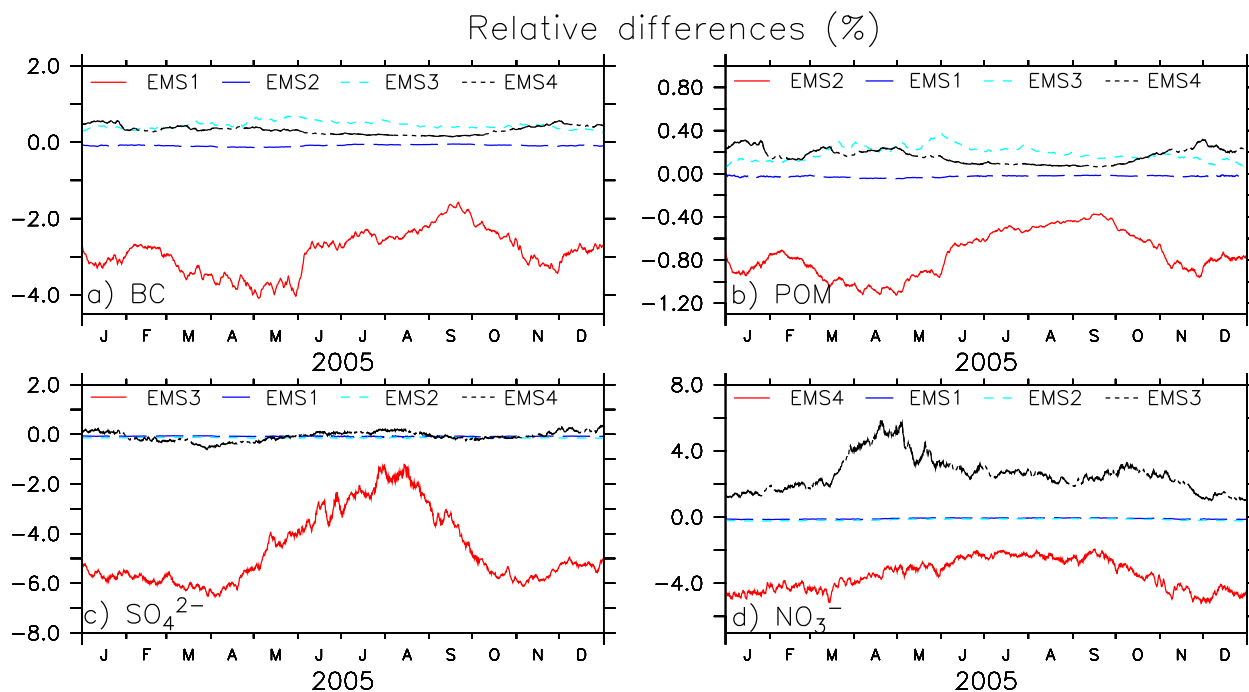 Relative differences (%)
2.0
EMS1 EMS2 EMS3 EMS4
0.0
−2.0
−4.0
a) BC
J F M A M J J A S O N D
2005
0.80
EMS2 EMS1 EMS3 EMS4
0.40
0.00
−0.40
−0.80
−1.20
b) POM
J F M A M J J A S O N D
2005
2.0
EMS3 EMS1 EMS2 EMS4
0.0
−2.0
−4.0
−6.0
−8.0
c) SO₄²⁻
J F M A M J J A S O N D
2005
8.0
EMS4 EMS1 EMS2 EMS3
4.0
0.0
−4.0
d) NO₃⁻
J F M A M J J A S O N D
2005